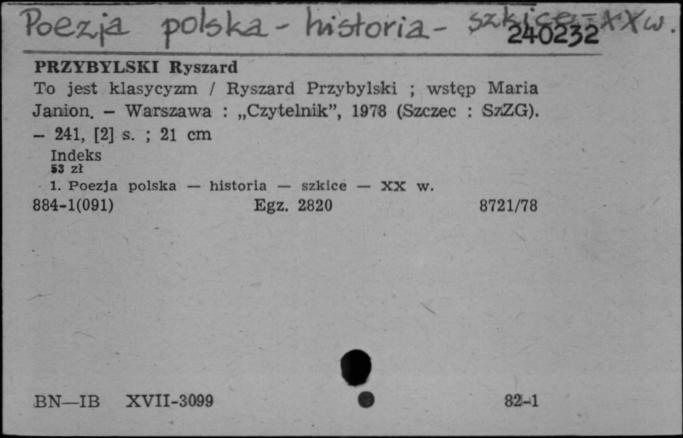 Poezja polska - historia - szkice - XX w.
240232
PRZYBYLSKI Ryszard
To jest klasycyzm / Ryszard Przybylski ; wstęp Maria
Janion. — Warszawa : „Czytelnik”, 1978 (Szczec : SzZG).
— 241, [2] s. ; 21 cm
Indeks
53 zł
1. Poezja polska — historia — szkice — XX w.
884-1(091) Egz. 2820 8721/78
BN—IB XVII-3099 82-1